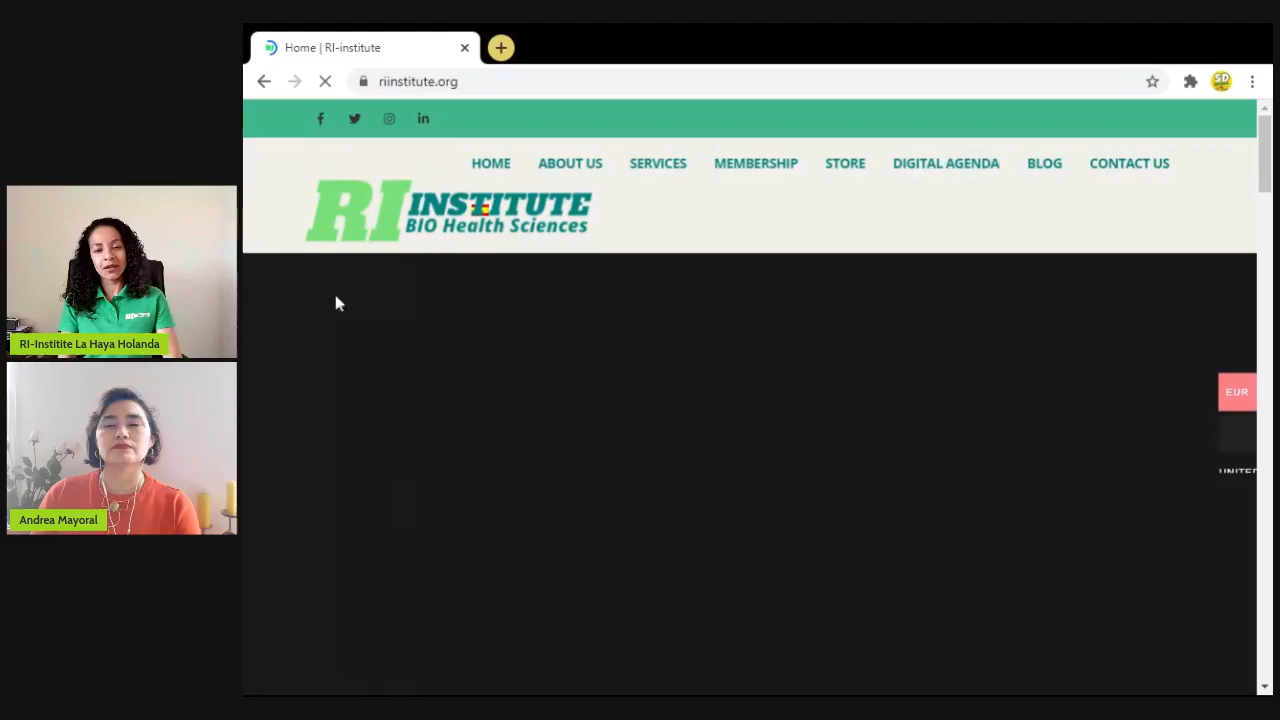 Home | RI-institute
riinstitute.org
HOME ABOUT US SERVICES MEMBERSHIP STORE DIGITAL AGENDA BLOG CONTACT US
RI INSTITUTE
BIO Health Sciences
EUR
RI-Institite La Haya Holanda
Andrea Mayoral